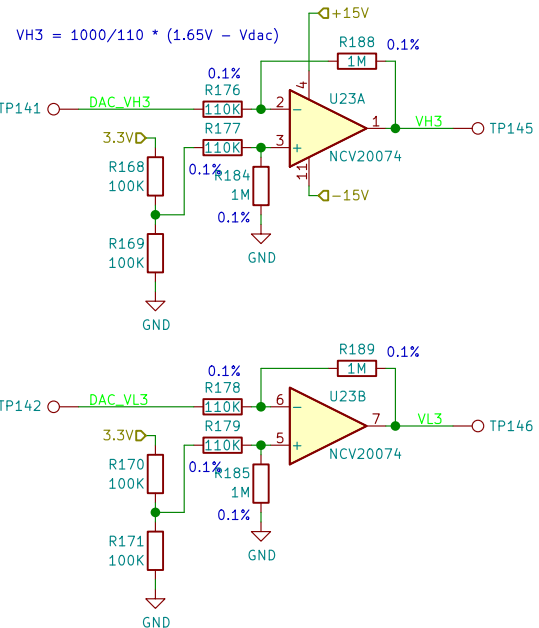 +15V
VH3 = 1000/110 * (1.65V - Vdac)
R188
0.1%
1M
0.1%
R176
U23A
4
TP141
DAC_VH3
110K
2
R177
3.3V
110K
3
1
VH3
TP145
NCV20074
R168
100K
0.1%
R184
1M
11
-15V
0.1%
R169
100K
GND
GND
R189
0.1%
1M
0.1%
R178
U23B
TP142
DAC_VL3
110K
6
R179
3.3V
110K
5
7
VL3
TP146
NCV20074
R170
100K
0.1%
R185
1M
0.1%
R171
100K
GND
GND